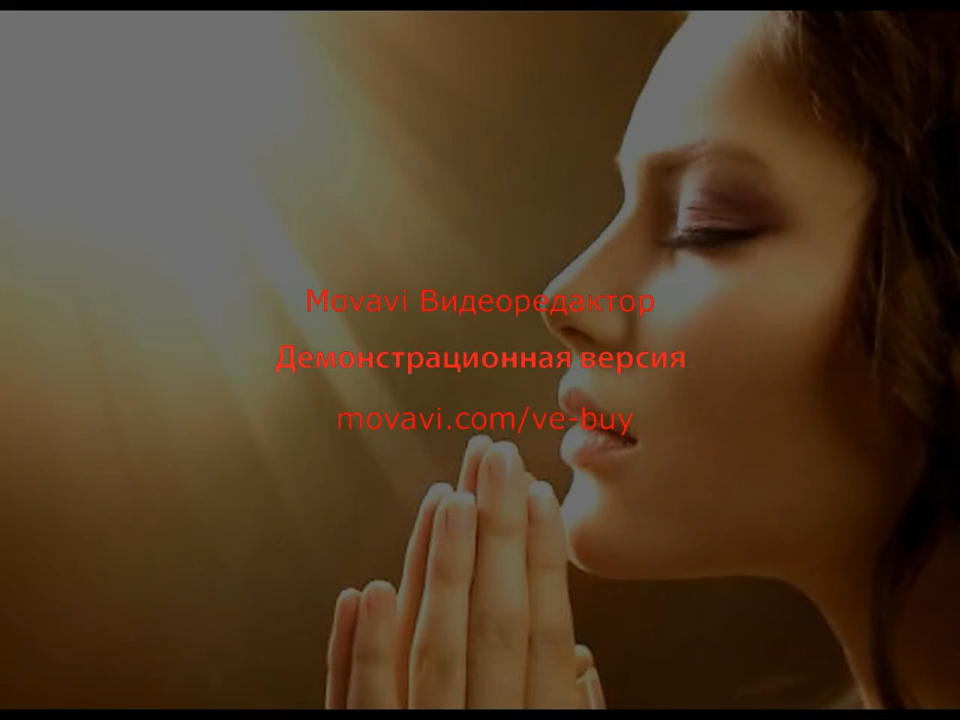 Movavi Видеоредактор
Демонстрационная версия
movavi.com/ve-buy